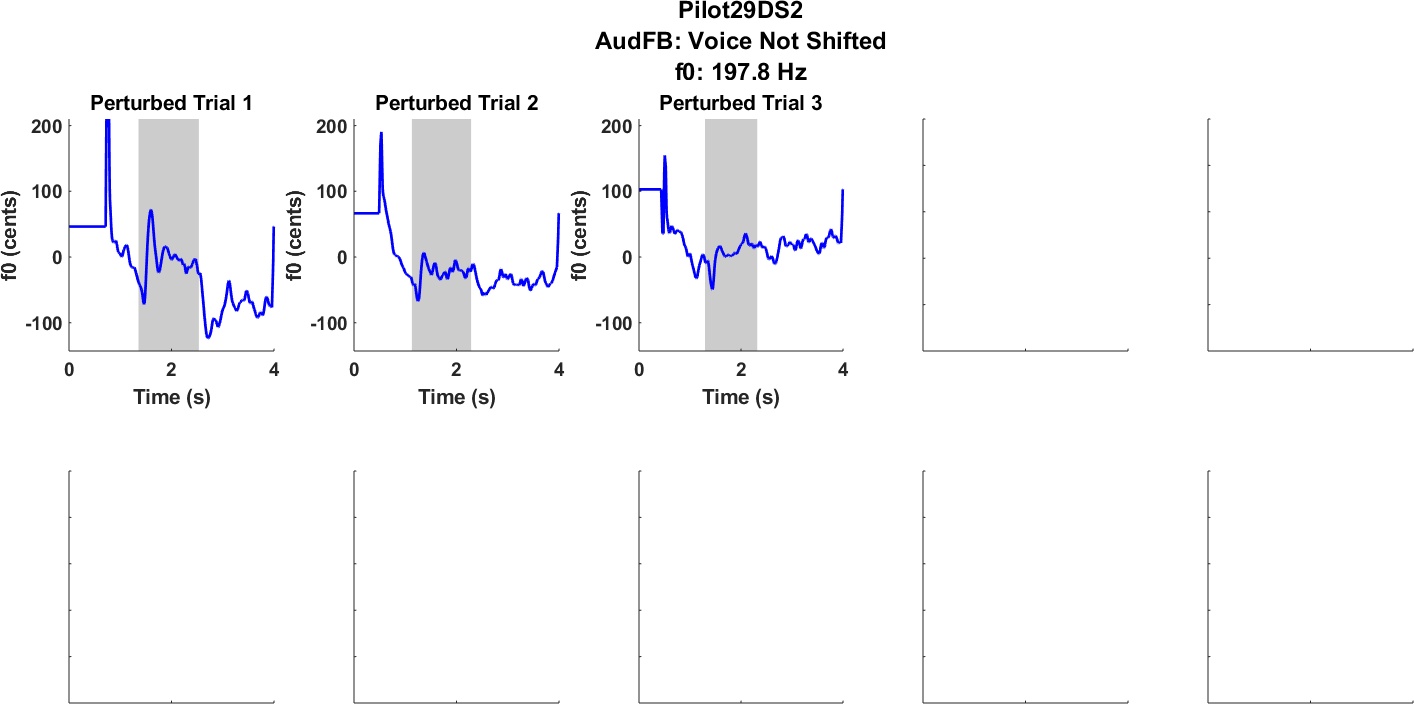 Pilot29DS2
AudFB: Voice Not Shifted
f0: 197.8 Hz
Perturbed Trial 1
200
100
0
-100
f0 (cents)
0
2
4
Time (s)
Perturbed Trial 2
200
100
0
-100
f0 (cents)
0
2
4
Time (s)
Perturbed Trial 3
200
100
0
-100
f0 (cents)
0
2
4
Time (s)